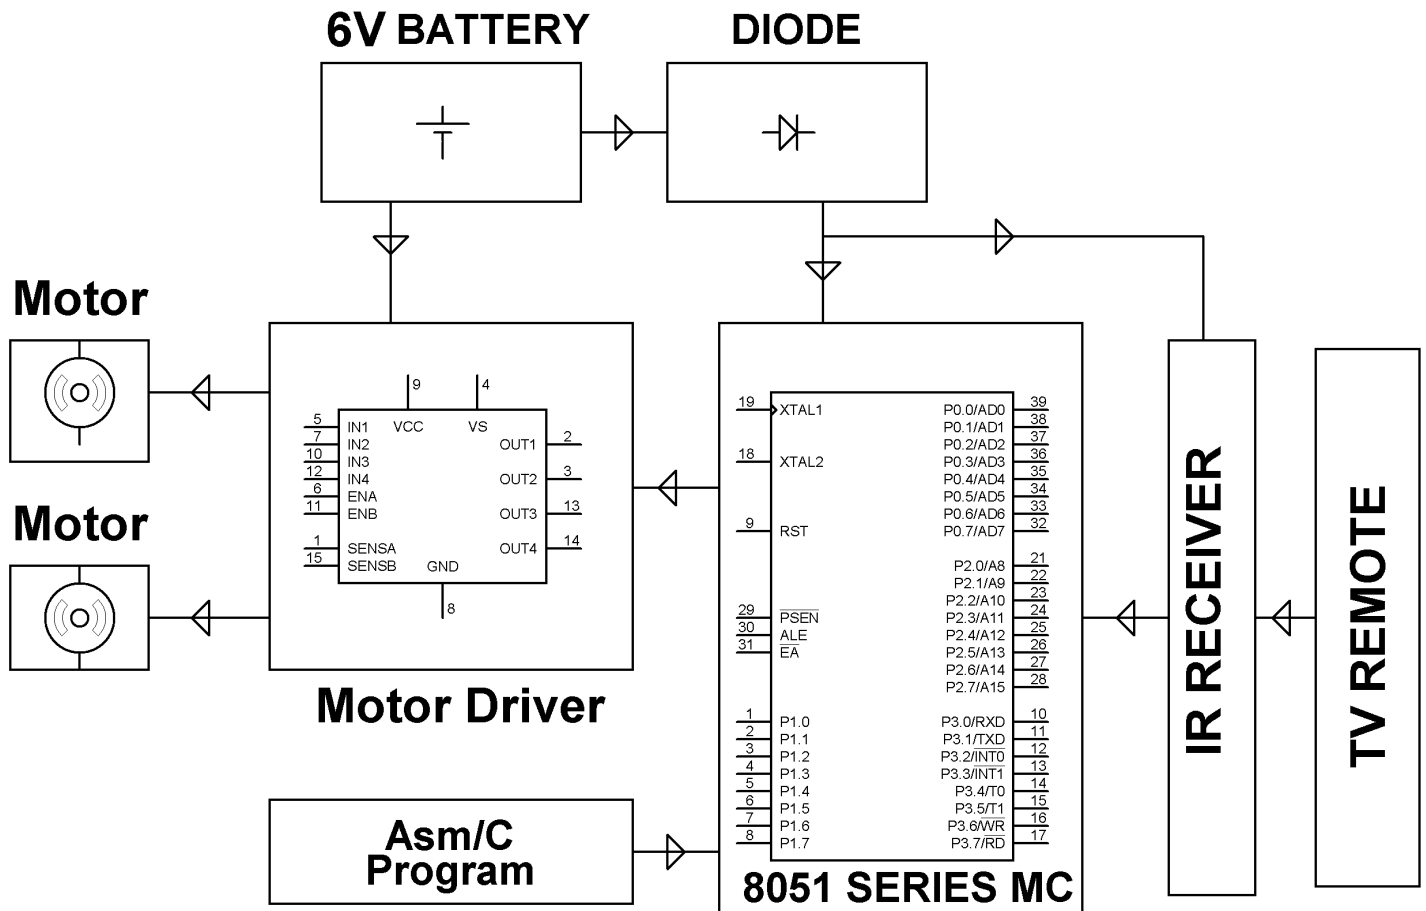 6V BATTERY
DIODE
Motor
Motor
9
4
VCC
VS
5 IN1
7 IN2
10 IN3
12 IN4
6 ENA
11 ENB
1 SENSA
15 SENSB
OUT1 2
OUT2 3
OUT3 13
OUT4 14
GND
8
Motor Driver
Asm/C
Program
19 XTAL1
18 XTAL2
9 RST
29 PSEN
30 ALE
31 EA
1 P1.0
2 P1.1
3 P1.2
4 P1.3
5 P1.4
6 P1.5
7 P1.6
8 P1.7
P0.0/AD0 39
P0.1/AD1 38
P0.2/AD2 37
P0.3/AD3 36
P0.4/AD4 35
P0.5/AD5 34
P0.6/AD6 33
P0.7/AD7 32
P2.0/A8 21
P2.1/A9 22
P2.2/A10 23
P2.3/A11 24
P2.4/A12 25
P2.5/A13 26
P2.6/A14 27
P2.7/A15 28
P3.0/RXD 10
P3.1/TXD 11
P3.2/INT0 12
P3.3/INT1 13
P3.4/T0 14
P3.5/T1 15
P3.6/WR 16
P3.7/RD 17
8051 SERIES MC
IR RECEIVER
TV REMOTE